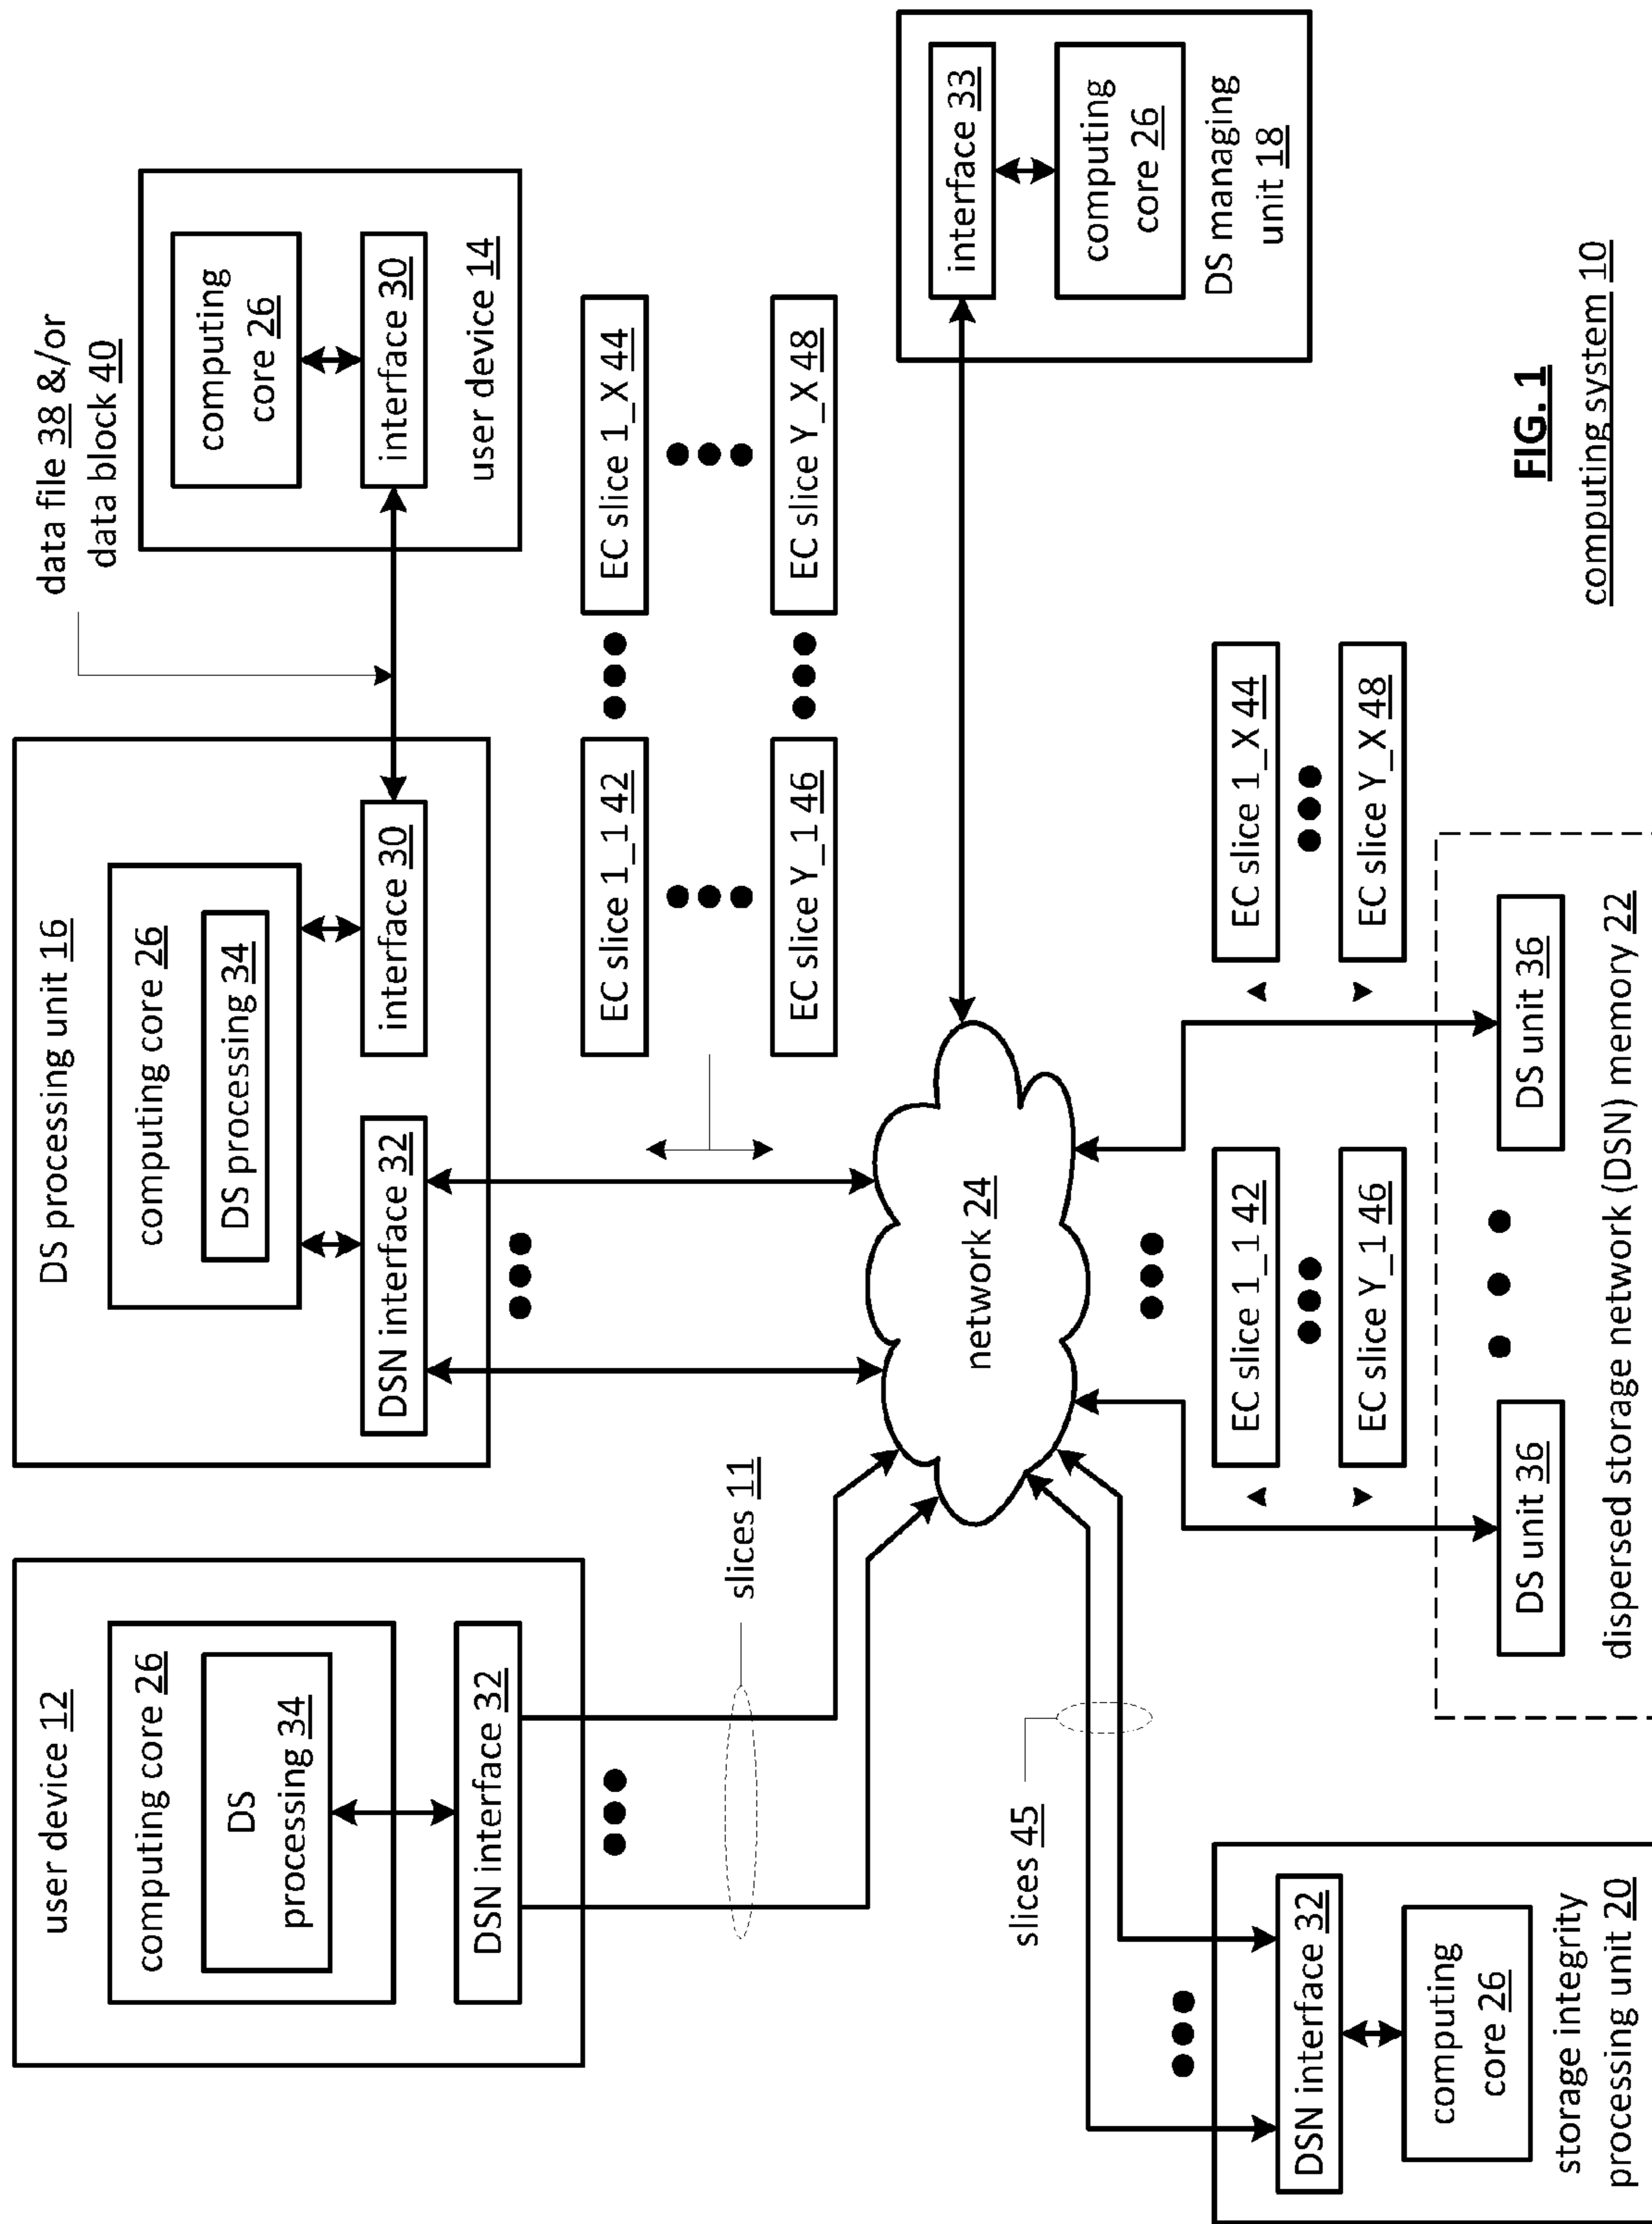 user device 12
computing core 26
DS
processing 34
DSN interface 32
slices 11
DS processing unit 16
computing core 26
DS processing 34
DSN interface 32
interface 30
data file 38 &/or
data block 40
computing
core 26
interface 30
user device 14
EC slice 1_1 42
EC slice 1_X 44
EC slice Y_1 46
EC slice Y_X 48
network 24
interface 33
computing
core 26
DS managing
unit 18
slices 45
DSN interface 32
computing
core 26
storage integrity
processing unit 20
EC slice 1_1 42
EC slice Y_1 46
EC slice 1_X 44
EC slice Y_X 48
DS unit 36
DS unit 36
dispersed storage network (DSN) memory 22
FIG. 1
computing system 10